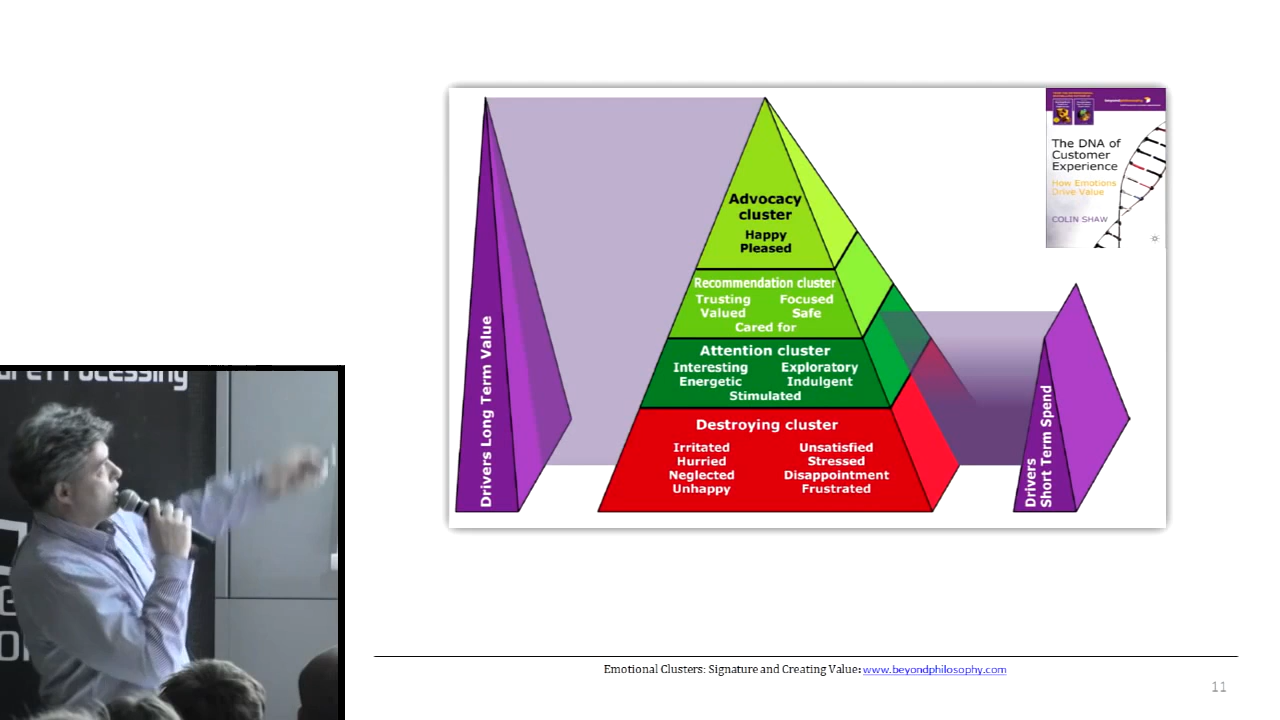 Advocacy
cluster
Happy
Pleased
Recommendation cluster
Trusting Focused
Valued Safe
Cared for
Attention cluster
Interesting Exploratory
Energetic Indulgent
Stimulated
Destroying cluster
Irritated Unsatisfied
Hurried Stressed
Neglected Disappointment
Unhappy Frustrated
Drivers Long Term Value
Drivers
Short Term Spend
The DNA of
Customer
Experience
How Emotions
Drive Value
COLIN SHAW
Emotional Clusters: Signature and Creating Value: www.beyondphilosophy.com
11